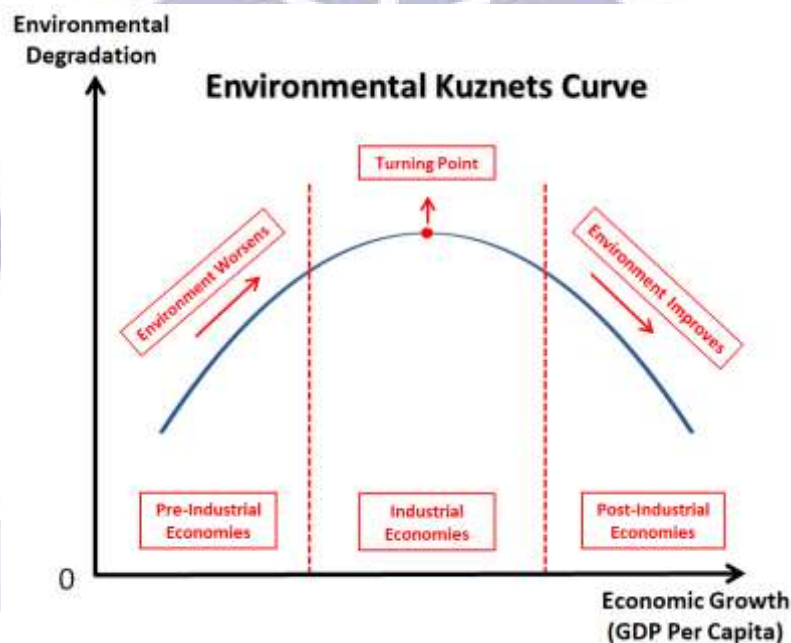 Environmental
Degradation
Environmental Kuznets Curve
Turning Point
Environment Worsens
Environment Improves
Pre-Industrial
Economies
Industrial
Economies
Post-Industrial
Economies
0
Economic Growth
(GDP Per Capita)